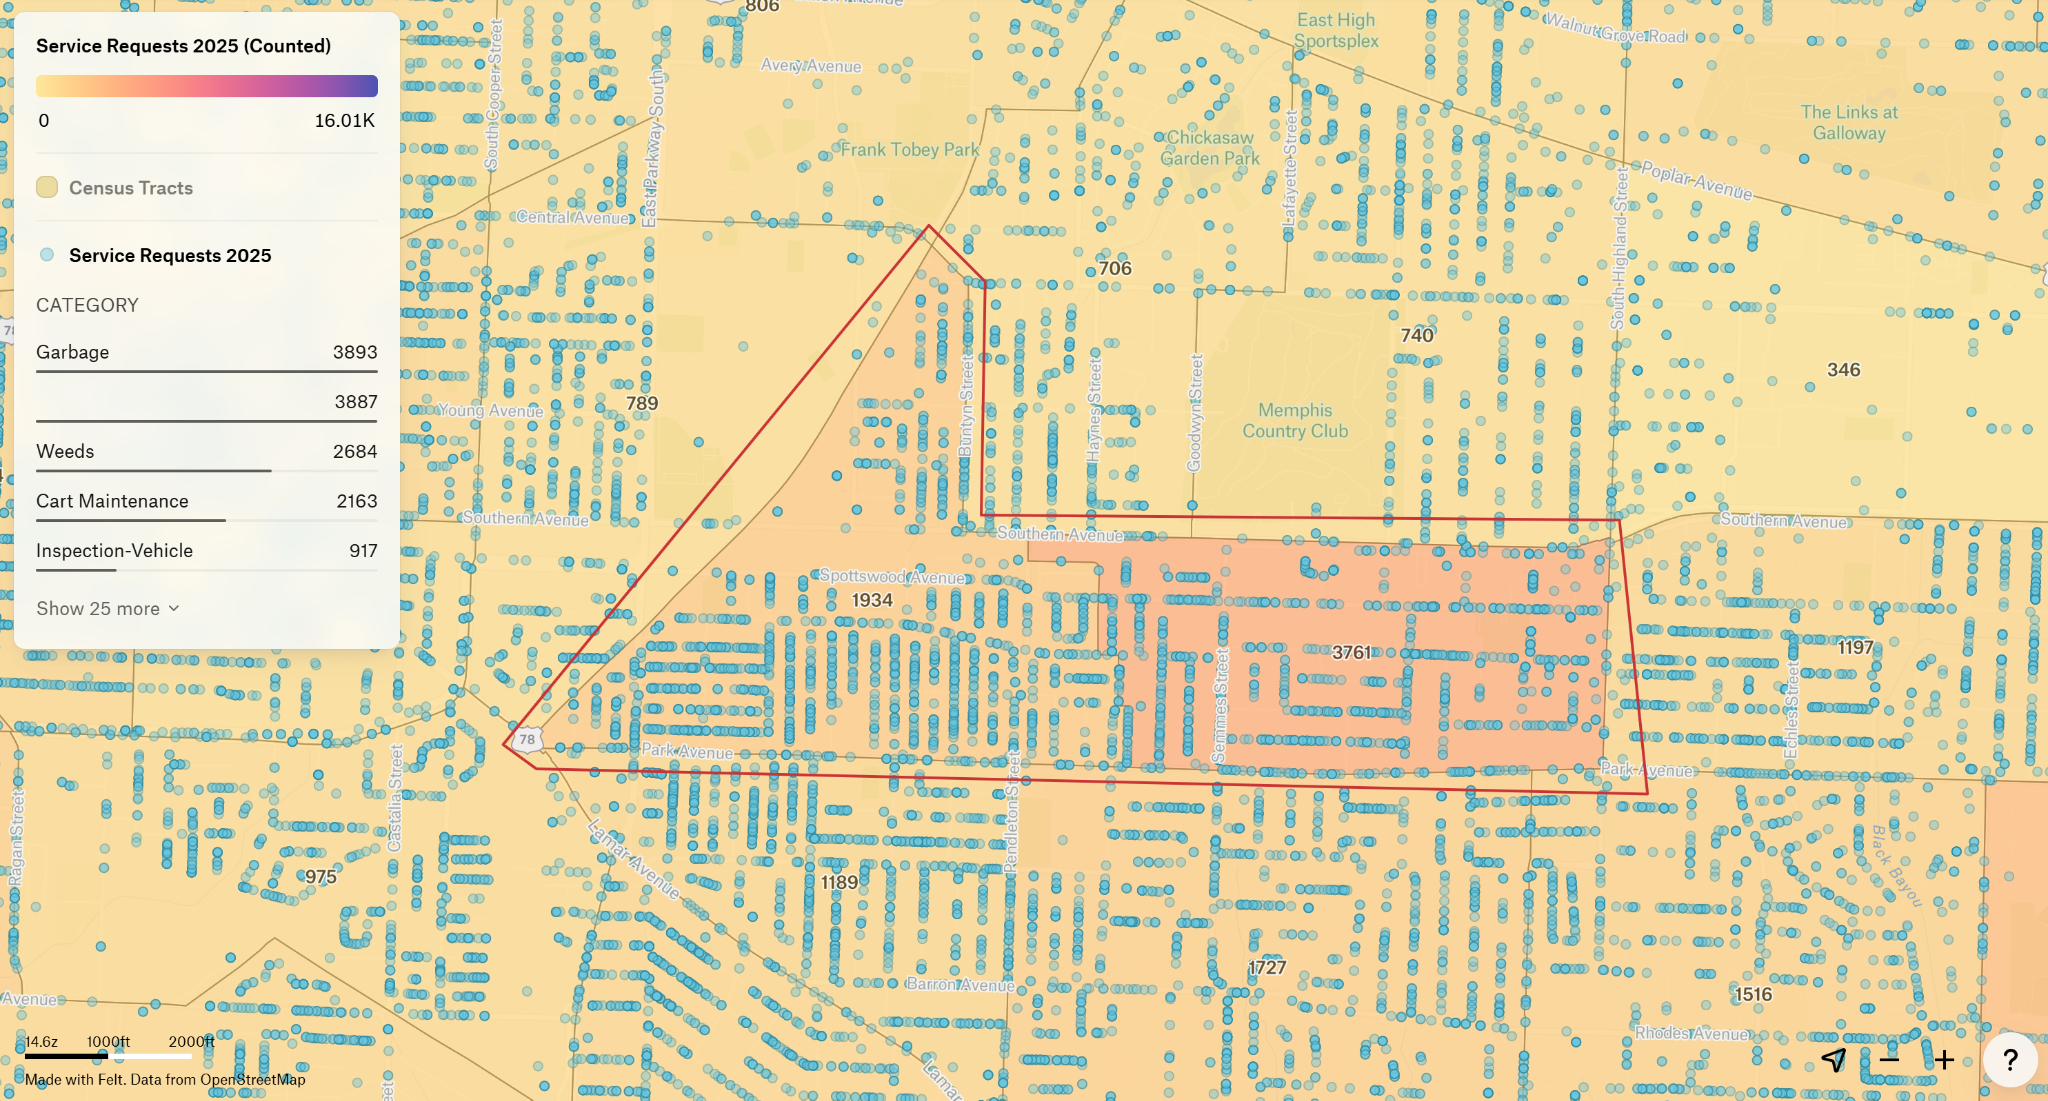 Service Requests 2025 (Counted)
0 16.01K
Census Tracts
Service Requests 2025
CATEGORY
Garbage 3893
3887
Weeds 2684
Cart Maintenance 2163
Inspection-Vehicle 917
Show 25 more
14.6z 1000ft 2000ft
Made with Felt. Data from OpenStreetMap
806
Avery Avenue
East High
Sportsplex
Walnut Grove Road
The Links at
Galloway
South Cooper Street
East Parkway South
Frank Tobey Park
Chickasaw
Garden Park
Lafayette Street
South Highland Street
Poplar Avenue
Central Avenue
706
740
346
789
Young Avenue
Buntyn Street
Haynes Street
Goodwyn Street
Memphis
Country Club
Southern Avenue
Southern Avenue
Southern Avenue
Spottswood Avenue
1934
3761
1197
Semmes Street
Echles Street
78
Park Avenue
Park Avenue
Ragan Street
Castalia Street
Lamar Avenue
Pendleton Street
Black Bayou
975
1189
1727
1516
Barron Avenue
Avenue
Rhodes Avenue
Lamar
?